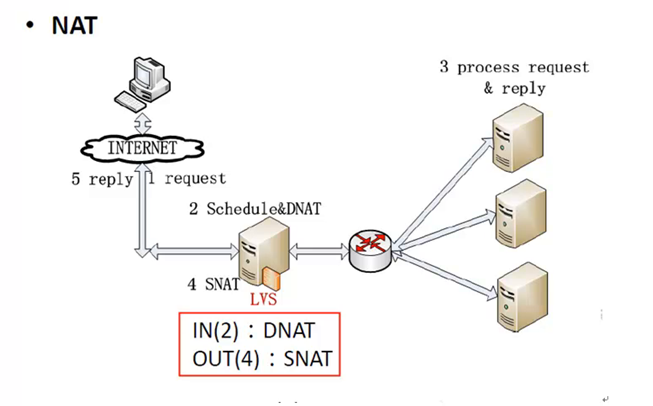 • NAT
3 process request
& reply
INTERNET
5 reply
1 request
2 Schedule&DNAT
4 SNAT
LVS
IN(2)：DNAT
OUT(4)：SNAT